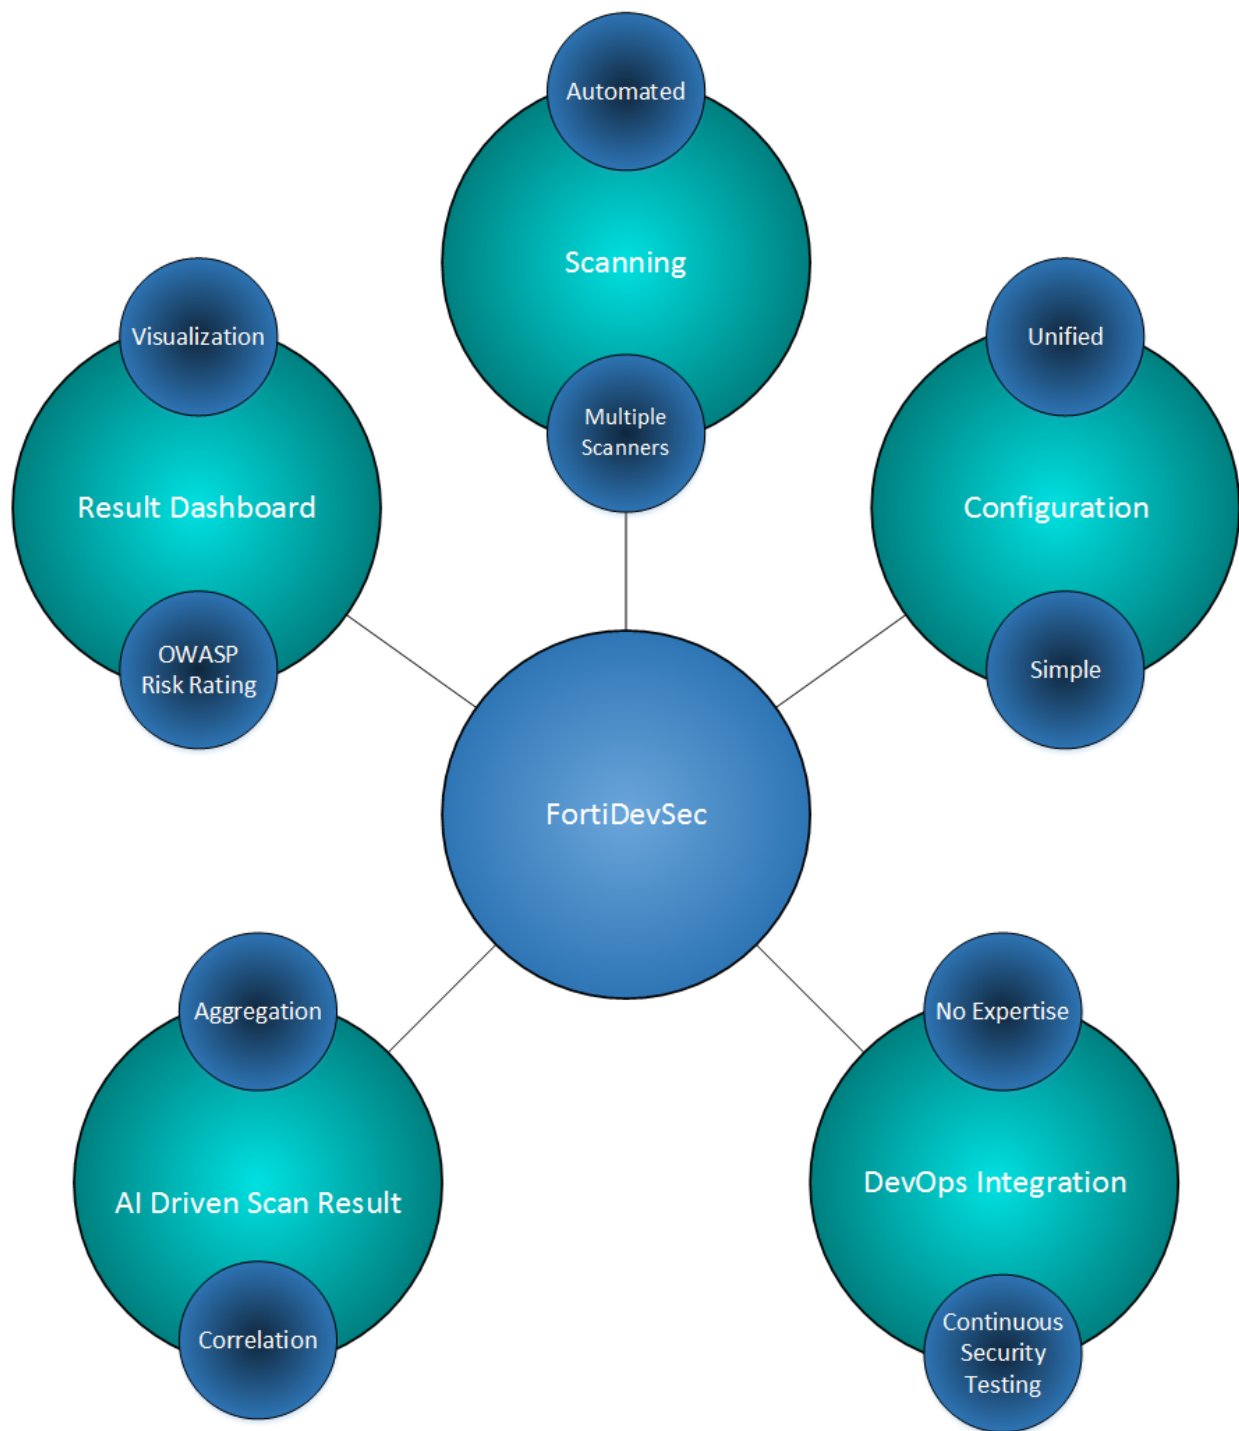 Automated
Scanning
Multiple
Scanners
Visualization
Result Dashboard
OWASP
Risk Rating
Unified
Configuration
Simple
FortiDevSec
Aggregation
AI Driven Scan Result
Correlation
No Expertise
DevOps Integration
Continuous
Security
Testing